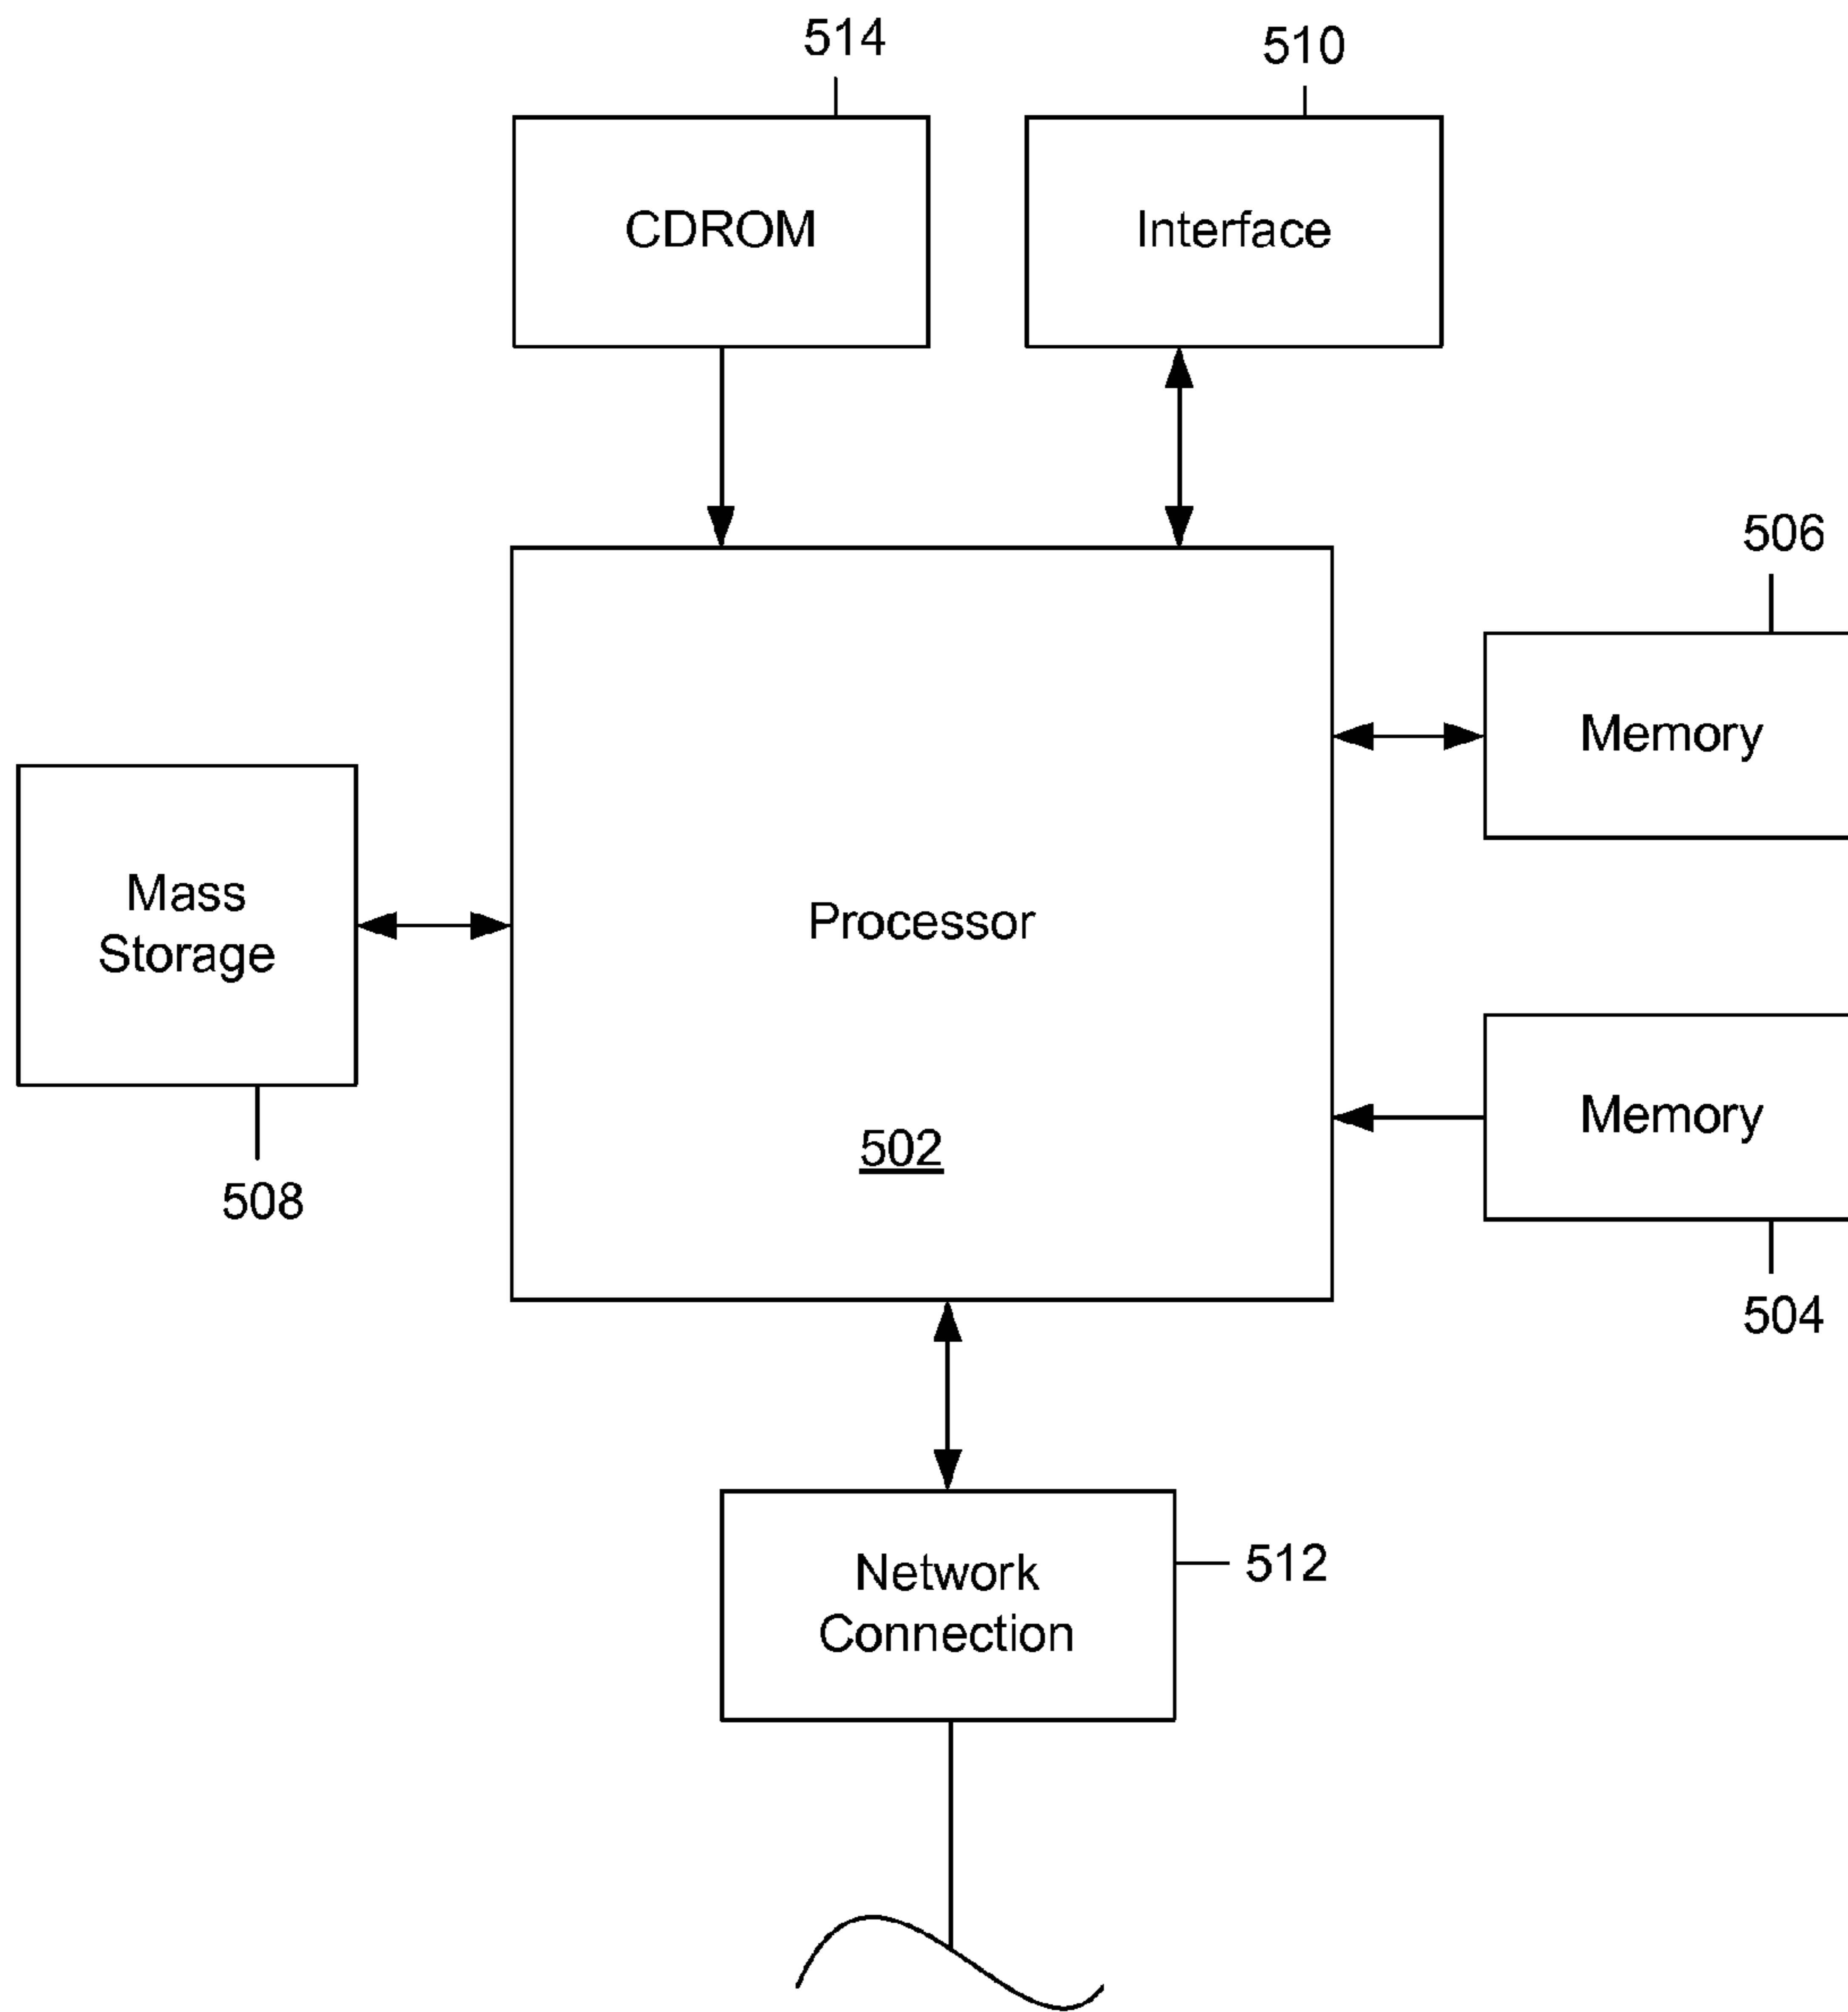 514
510
CDROM
Interface
506
Memory
Mass
Storage
Processor
Memory
502
508
504
Network
Connection
512